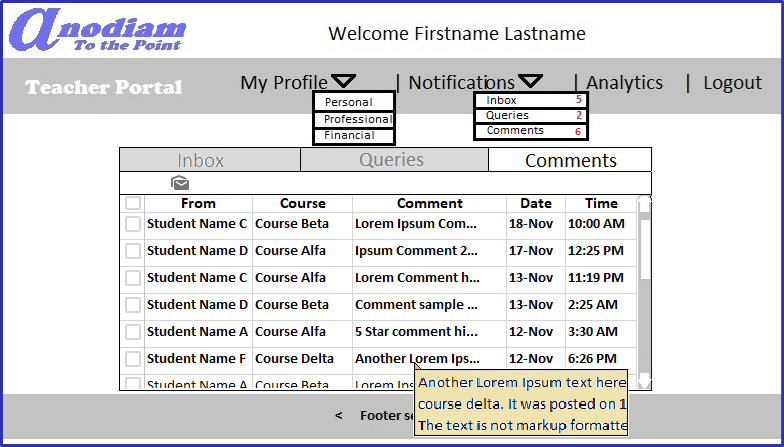 Anodiam
To the Point
Welcome Firstname Lastname
Teacher Portal
My Profile | Notifications | Analytics | Logout
Personal
Professional
Financial
Inbox 5
Queries 2
Comments 6
Inbox Queries Comments
From Course Comment Date Time
Student Name C Course Beta Lorem Ipsum Com... 18-Nov 10:00 AM
Student Name D Course Alfa Ipsum Comment 2... 17-Nov 12:25 PM
Student Name C Course Alfa Lorem Comment h... 13-Nov 11:19 PM
Student Name D Course Beta Comment sample ... 13-Nov 2:25 AM
Student Name A Course Alfa 5 Star comment hi... 12-Nov 3:30 AM
Student Name F Course Delta Another Lorem Ips... 12-Nov 6:26 PM
Student Name A Course Beta Lorem Ips
Another Lorem Ipsum text here
course delta. It was posted on 1
The text is not markup formatte
< Footer se